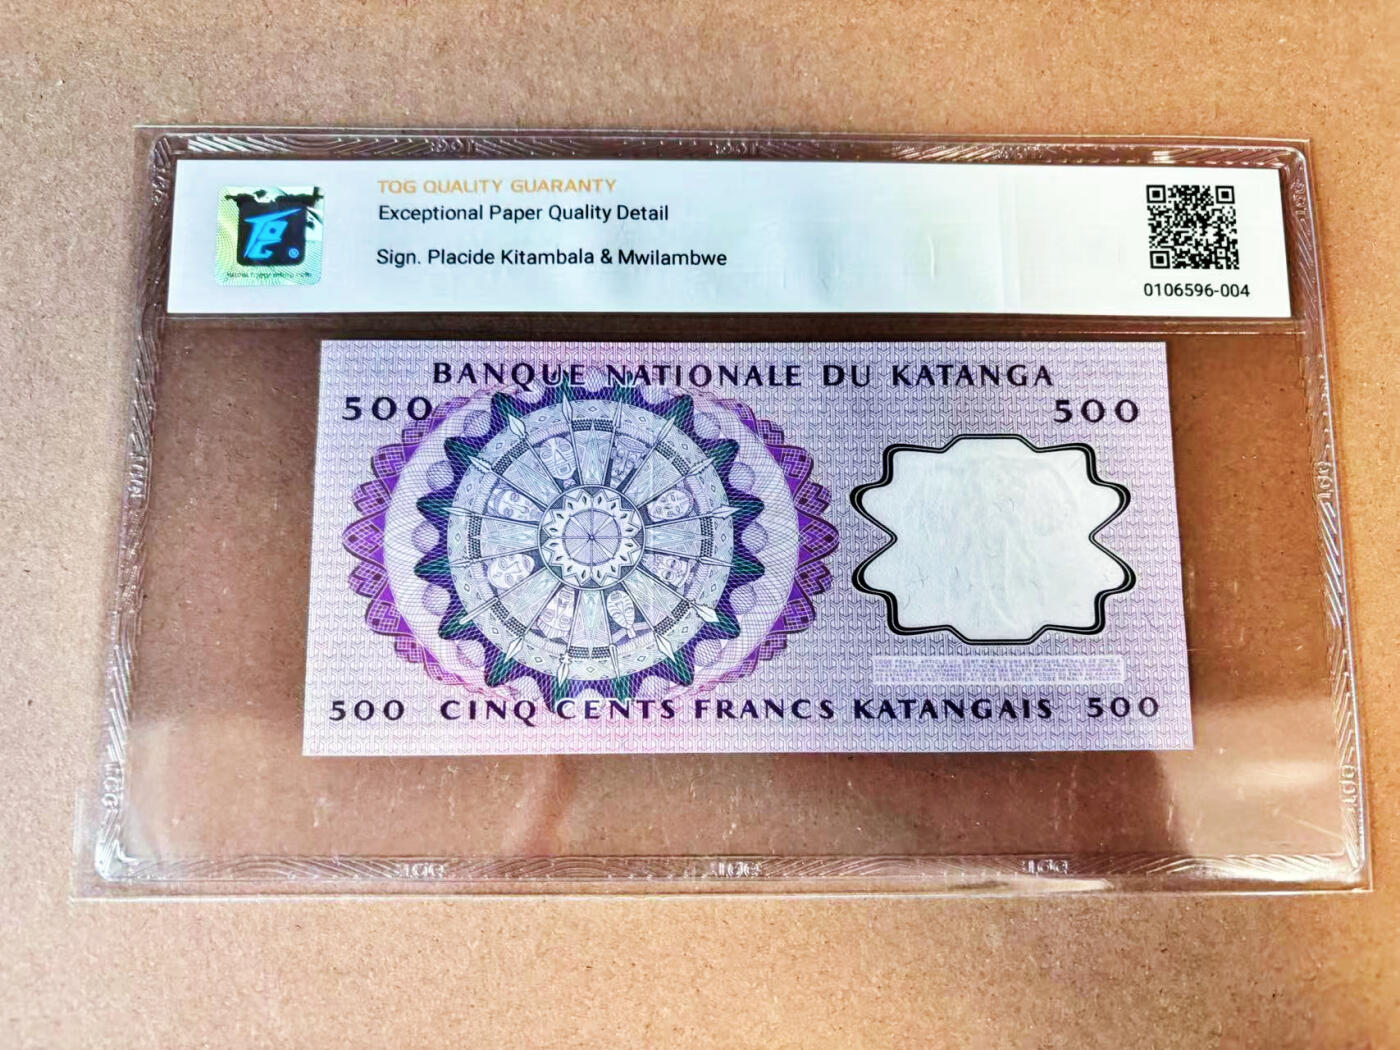 TQG QUALITY GUARANTY
Exceptional Paper Quality Detail
Sign. Placide Kitambala & Mwilambwe
0106596-004
BANQUE NATIONALE DU KATANGA
500
500
500 CINQ CENTS FRANCS KATANGAIS 500